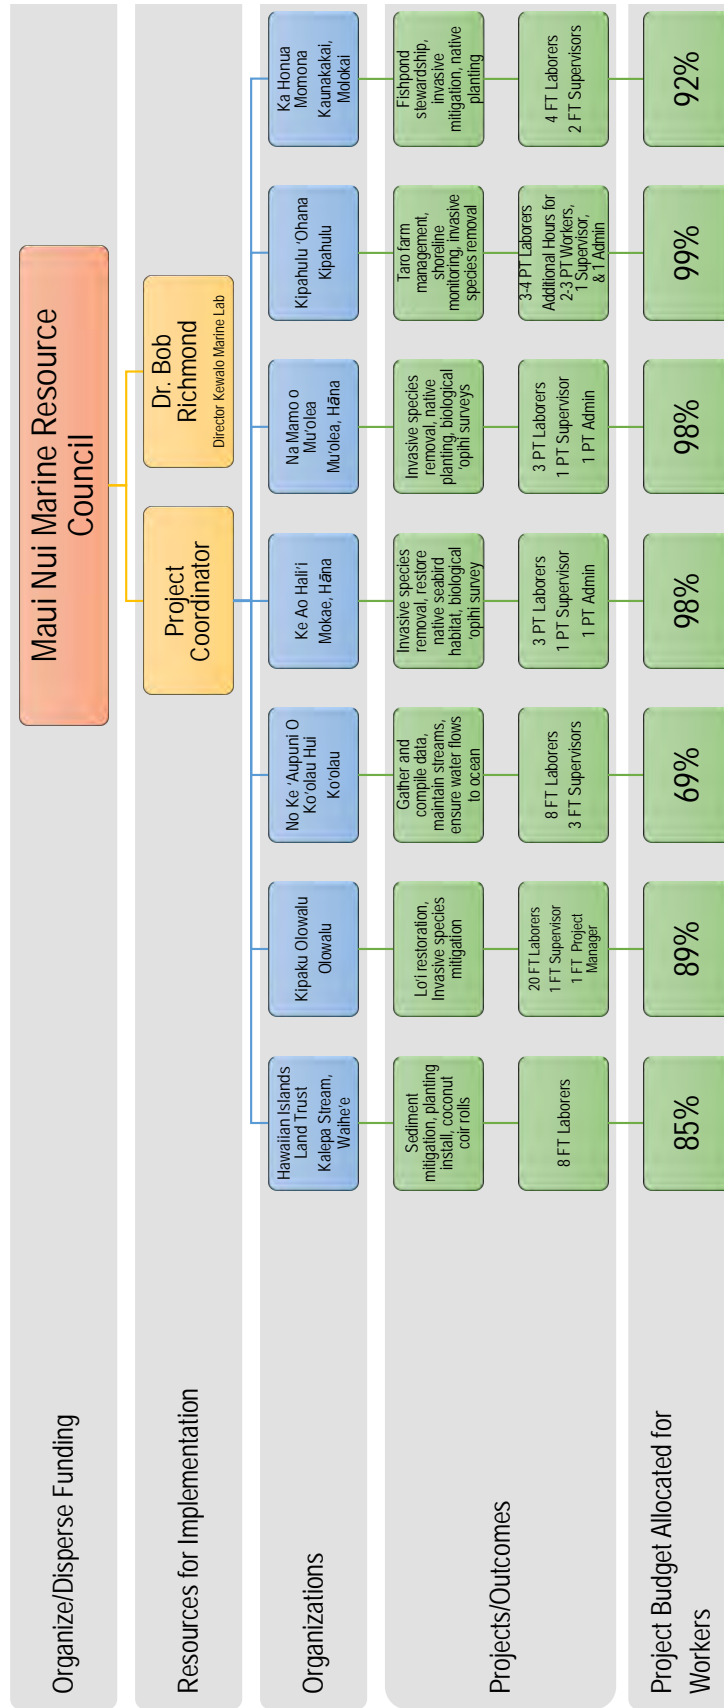 Organize/Disperse Funding
Maui Nui Marine Resource
Council
Resources for Implementation
Project
Coordinator
Dr. Bob
Richmond
Director Kewalo Marine Lab
Organizations
Hawaiian Islands
Land Trust
Kalepa Stream,
Waihe'e
Kipaku Olowalu
Olowalu
No Ke 'Aupuni O
Ko'olau Hui
Ko'olau
Ke Ao Hali'i
Mokae, Hāna
Na Mamo o
Mu'olea
Mu'olea, Hāna
Kipahulu 'Ohana
Kipahulu
Ka Honua
Momona
Kaunakakai,
Molokai
Projects/Outcomes
Sediment
mitigation, planting
install, coconut
coir rolls
Lo'i restoration,
Invasive species
mitigation
Gather and
compile data,
maintain streams,
ensure water flows
to ocean
Invasive species
removal, restore
native seabird
habitat, biological
'opihi survey
Invasive species
removal, native
planting, biological
'opihi surveys
Taro farm
management,
shoreline
monitoring, invasive
species removal
Fishpond
stewardship,
invasive
mitigation, native
planting
8 FT Laborers
20 FT Laborers
1 FT Supervisor
1 FT Project
Manager
8 FT Laborers
3 FT Supervisors
3 PT Laborers
1 PT Supervisor
1 PT Admin
3 PT Laborers
1 PT Supervisor
1 PT Admin
3-4 PT Laborers
Additional Hours for
2-3 PT Workers,
1 Supervisor,
& 1 Admin
4 FT Laborers
2 FT Supervisors
Project Budget Allocated for
Workers
85%
89%
69%
98%
98%
99%
92%